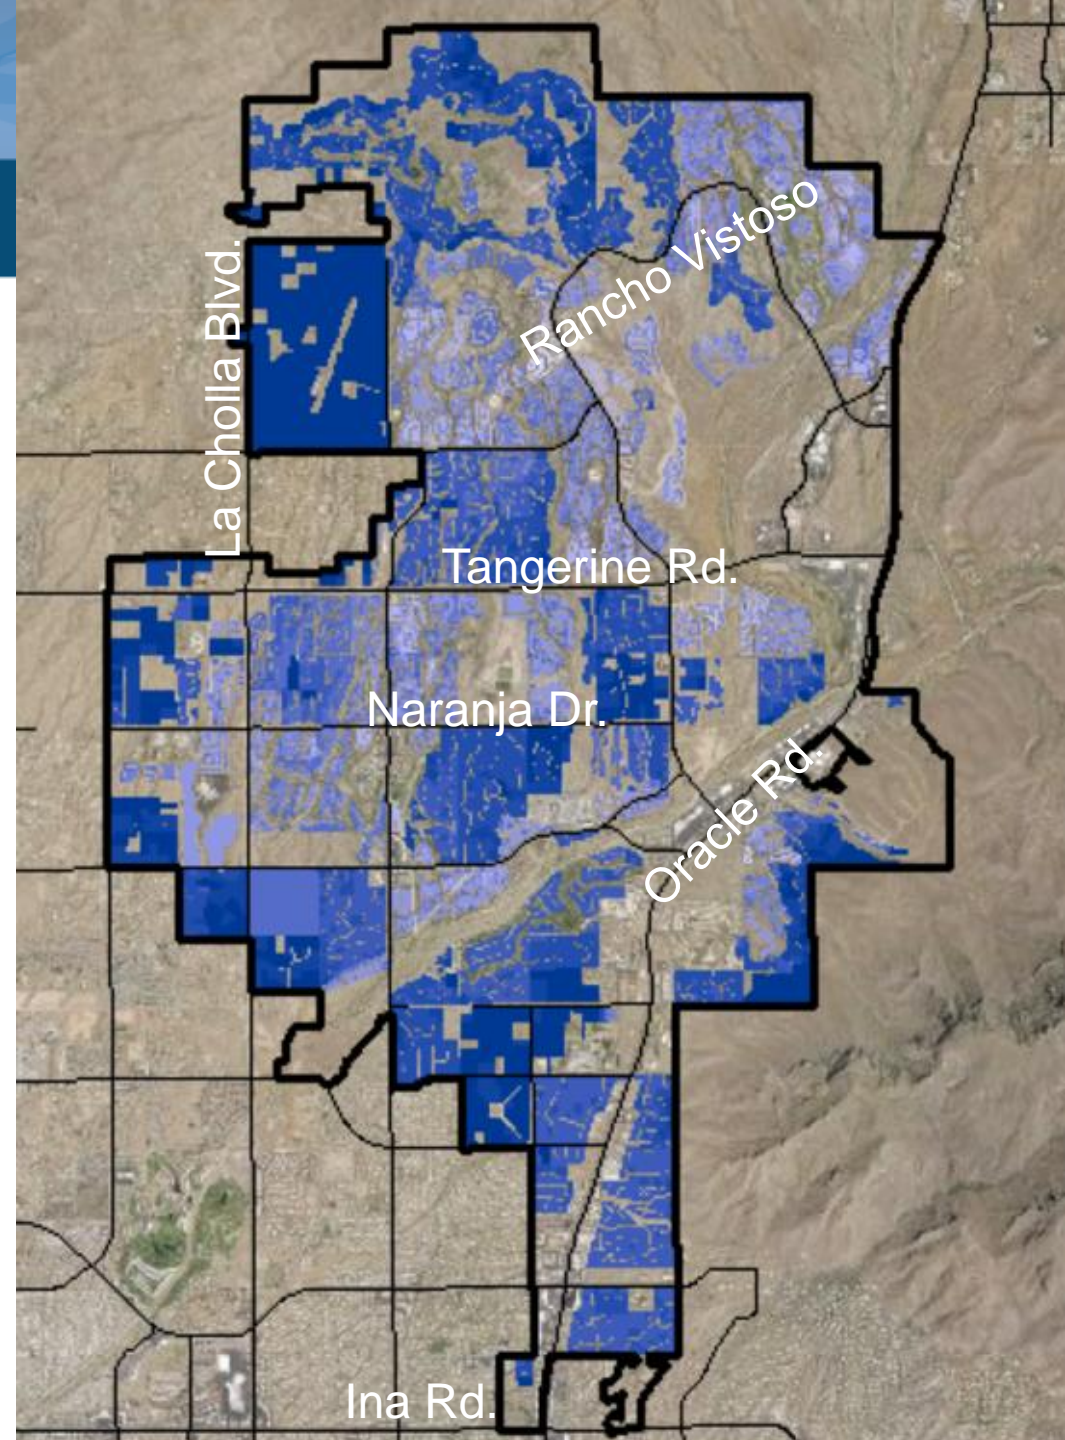 Rancho Vistoso
La Cholla Blvd.
Tangerine Rd.
Naranja Dr.
Oracle Rd.
Ina Rd.